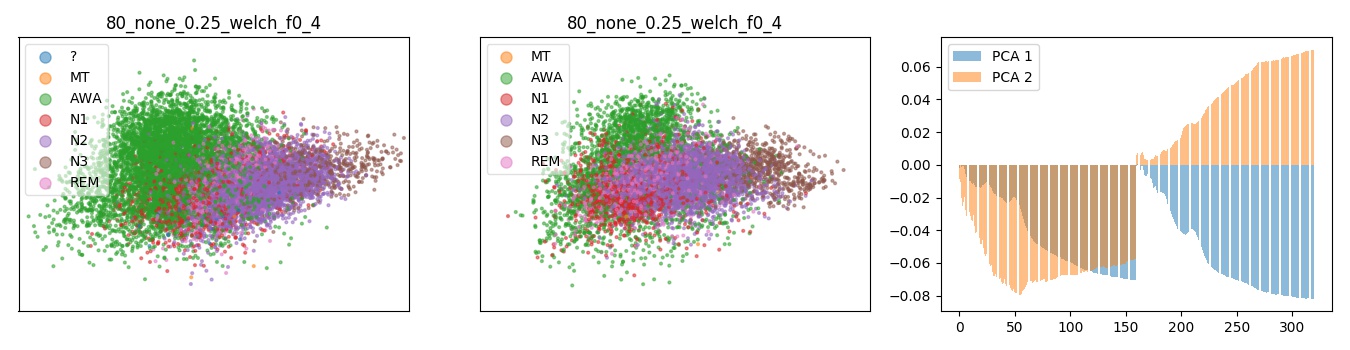 80_none_0.25_welch_f0_4
?
MT
AWA
N1
N2
N3
REM
80_none_0.25_welch_f0_4
MT
AWA
N1
N2
N3
REM
PCA 1
PCA 2
0.06
0.04
0.02
0.00
−0.02
−0.04
−0.06
−0.08
0 50 100 150 200 250 300